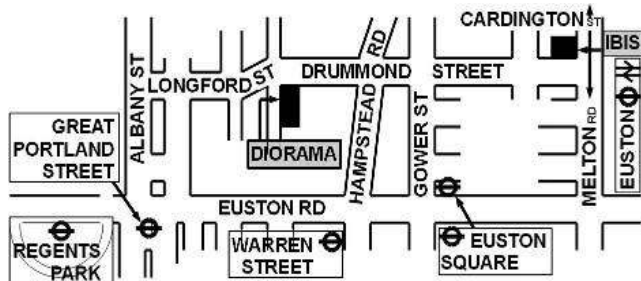 CARDINGTON ST
IBIS
LONGFORD ST
DRUMMOND STREET
ALBANY ST
HAMPSTEAD RD
GOWER ST
MELTON RD
EUSTON
GREAT
PORTLAND
STREET
DIORAMA
EUSTON RD
REGENTS
PARK
WARREN
STREET
EUSTON
SQUARE